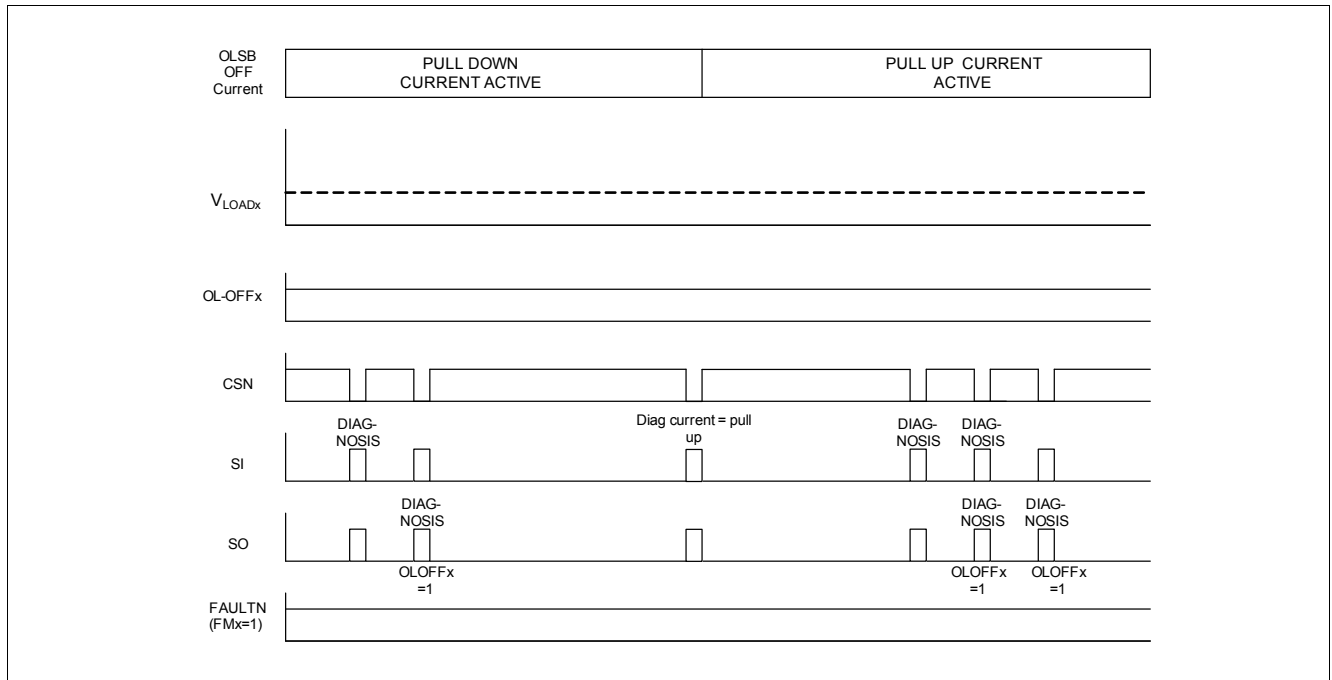 OLSB
OFF
Current
PULL DOWN
CURRENT ACTIVE
PULL UP CURRENT
ACTIVE
VLOADx
OL-OFFx
CSN
SI
DIAG-
NOSIS
Diag current = pull
up
DIAG-
NOSIS
DIAG-
NOSIS
SO
DIAG-
NOSIS
DIAG-
NOSIS
DIAG-
NOSIS
OLOFFx
=1
OLOFFx
=1
OLOFFx
=1
FAULTN
(FMx=1)